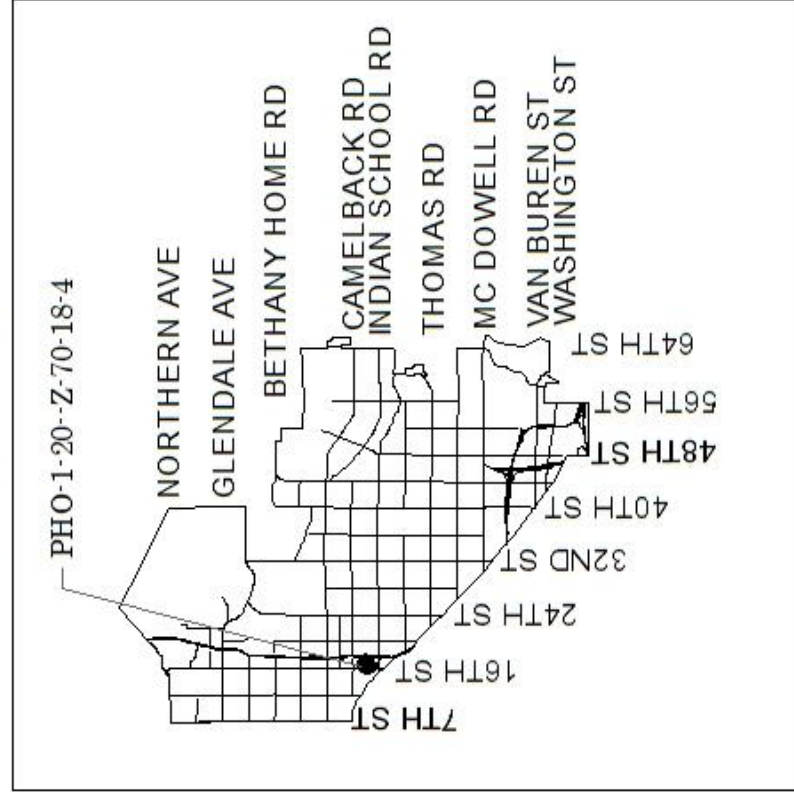 PHO-1-20--Z-70-18-4
NORTHERN AVE
GLENDALE AVE
BETHANY HOME RD
CAMELBACK RD
INDIAN SCHOOL RD
THOMAS RD
MC DOWELL RD
VAN BUREN ST
WASHINGTON ST
7TH ST
16TH ST
24TH ST
32ND ST
40TH ST
48TH ST
56TH ST
64TH ST